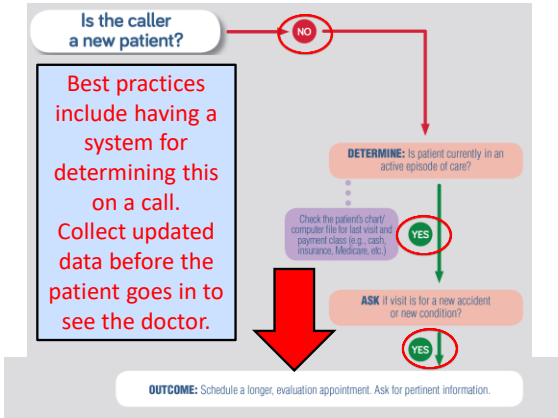 Is the caller
a new patient?
NO
Best practices
include having a
system for
determining this
on a call.
Collect updated
data before the
patient goes in to
see the doctor.
DETERMINE: Is patient currently in an
active episode of care?
Check the patient's chart/
computer file for last visit and
payment class (e.g., cash,
insurance, Medicare, etc.)
YES
ASK if visit is for a new accident
or new condition?
YES
OUTCOME: Schedule a longer, evaluation appointment. Ask for pertinent information.